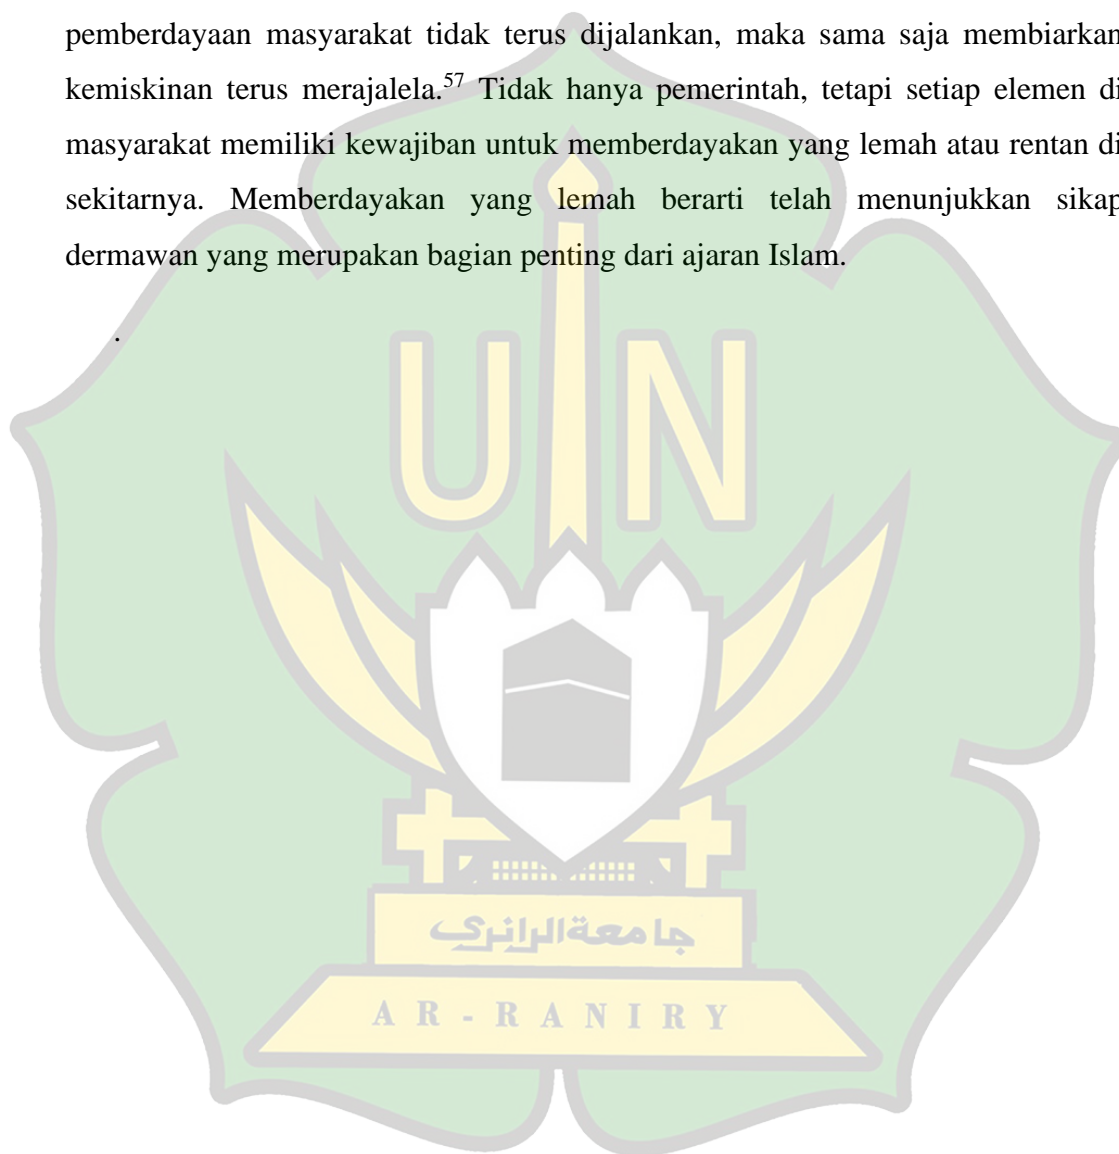 pemberdayaan masyarakat tidak terus dijalankan, maka sama saja membiarkan
kemiskinan terus merajalela.57 Tidak hanya pemerintah, tetapi setiap elemen di
masyarakat memiliki kewajiban untuk memberdayakan yang lemah atau rentan di
sekitarnya. Memberdayakan yang lemah berarti telah menunjukkan sikap
dermawan yang merupakan bagian penting dari ajaran Islam.
.
UIN
جامعةالرانري
AR-RANIRY